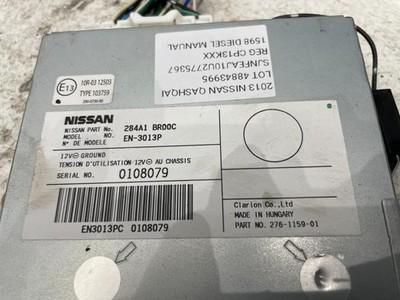 2013 NISSAN QASHQAI
LOT 48843995
SJNFEAJ10U2775367
REG CP13KXX
1598 DIESEL MANUAL
E13
10R-03 12503
TYPE 103759
NISSAN
NISSAN PART No. 284A1 BR00C
MODEL NO. EN-3013P
N° DE MODELE
12V⊝ GROUND
TENSION D'UTILISATION-12V⊝ AU CHASSIS
SERIAL NO. 0108079
EN3013PC 0108079
Clarion Co.,Ltd
MADE IN HUNGARY
PART NO. 276-1159-01